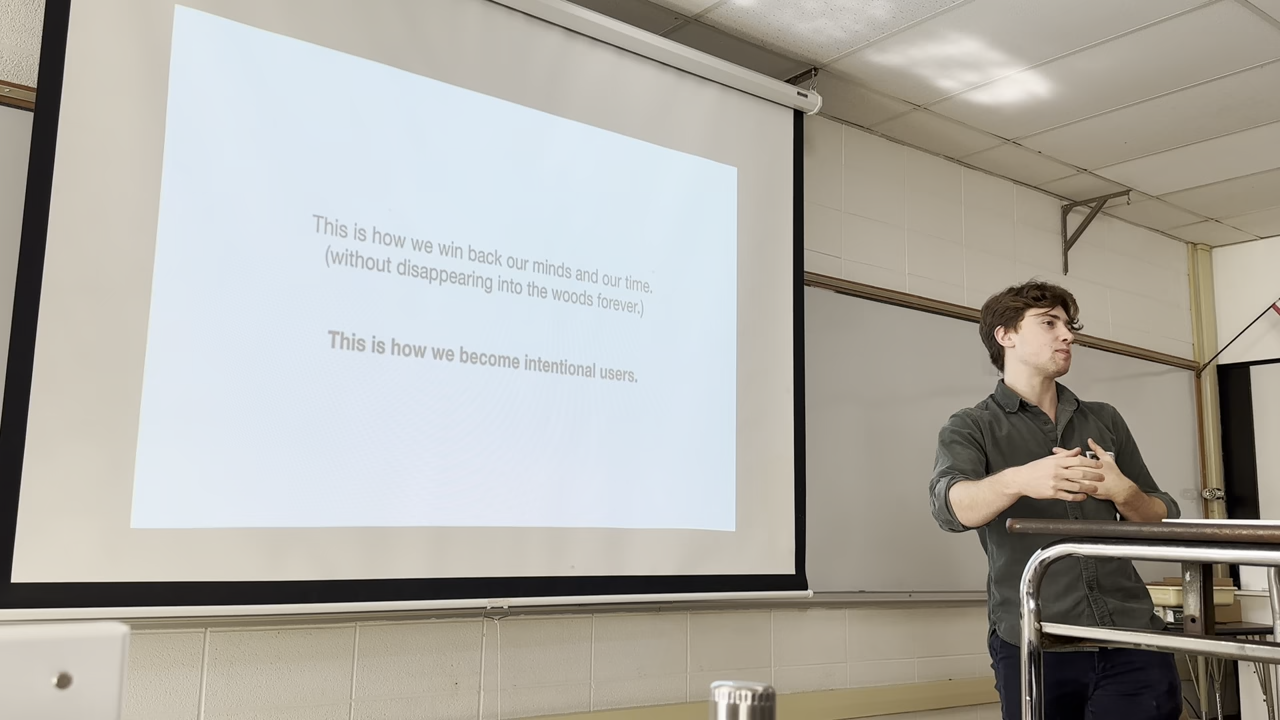 This is how we win back our minds and our time.
(without disappearing into the woods forever.)
This is how we become intentional users.